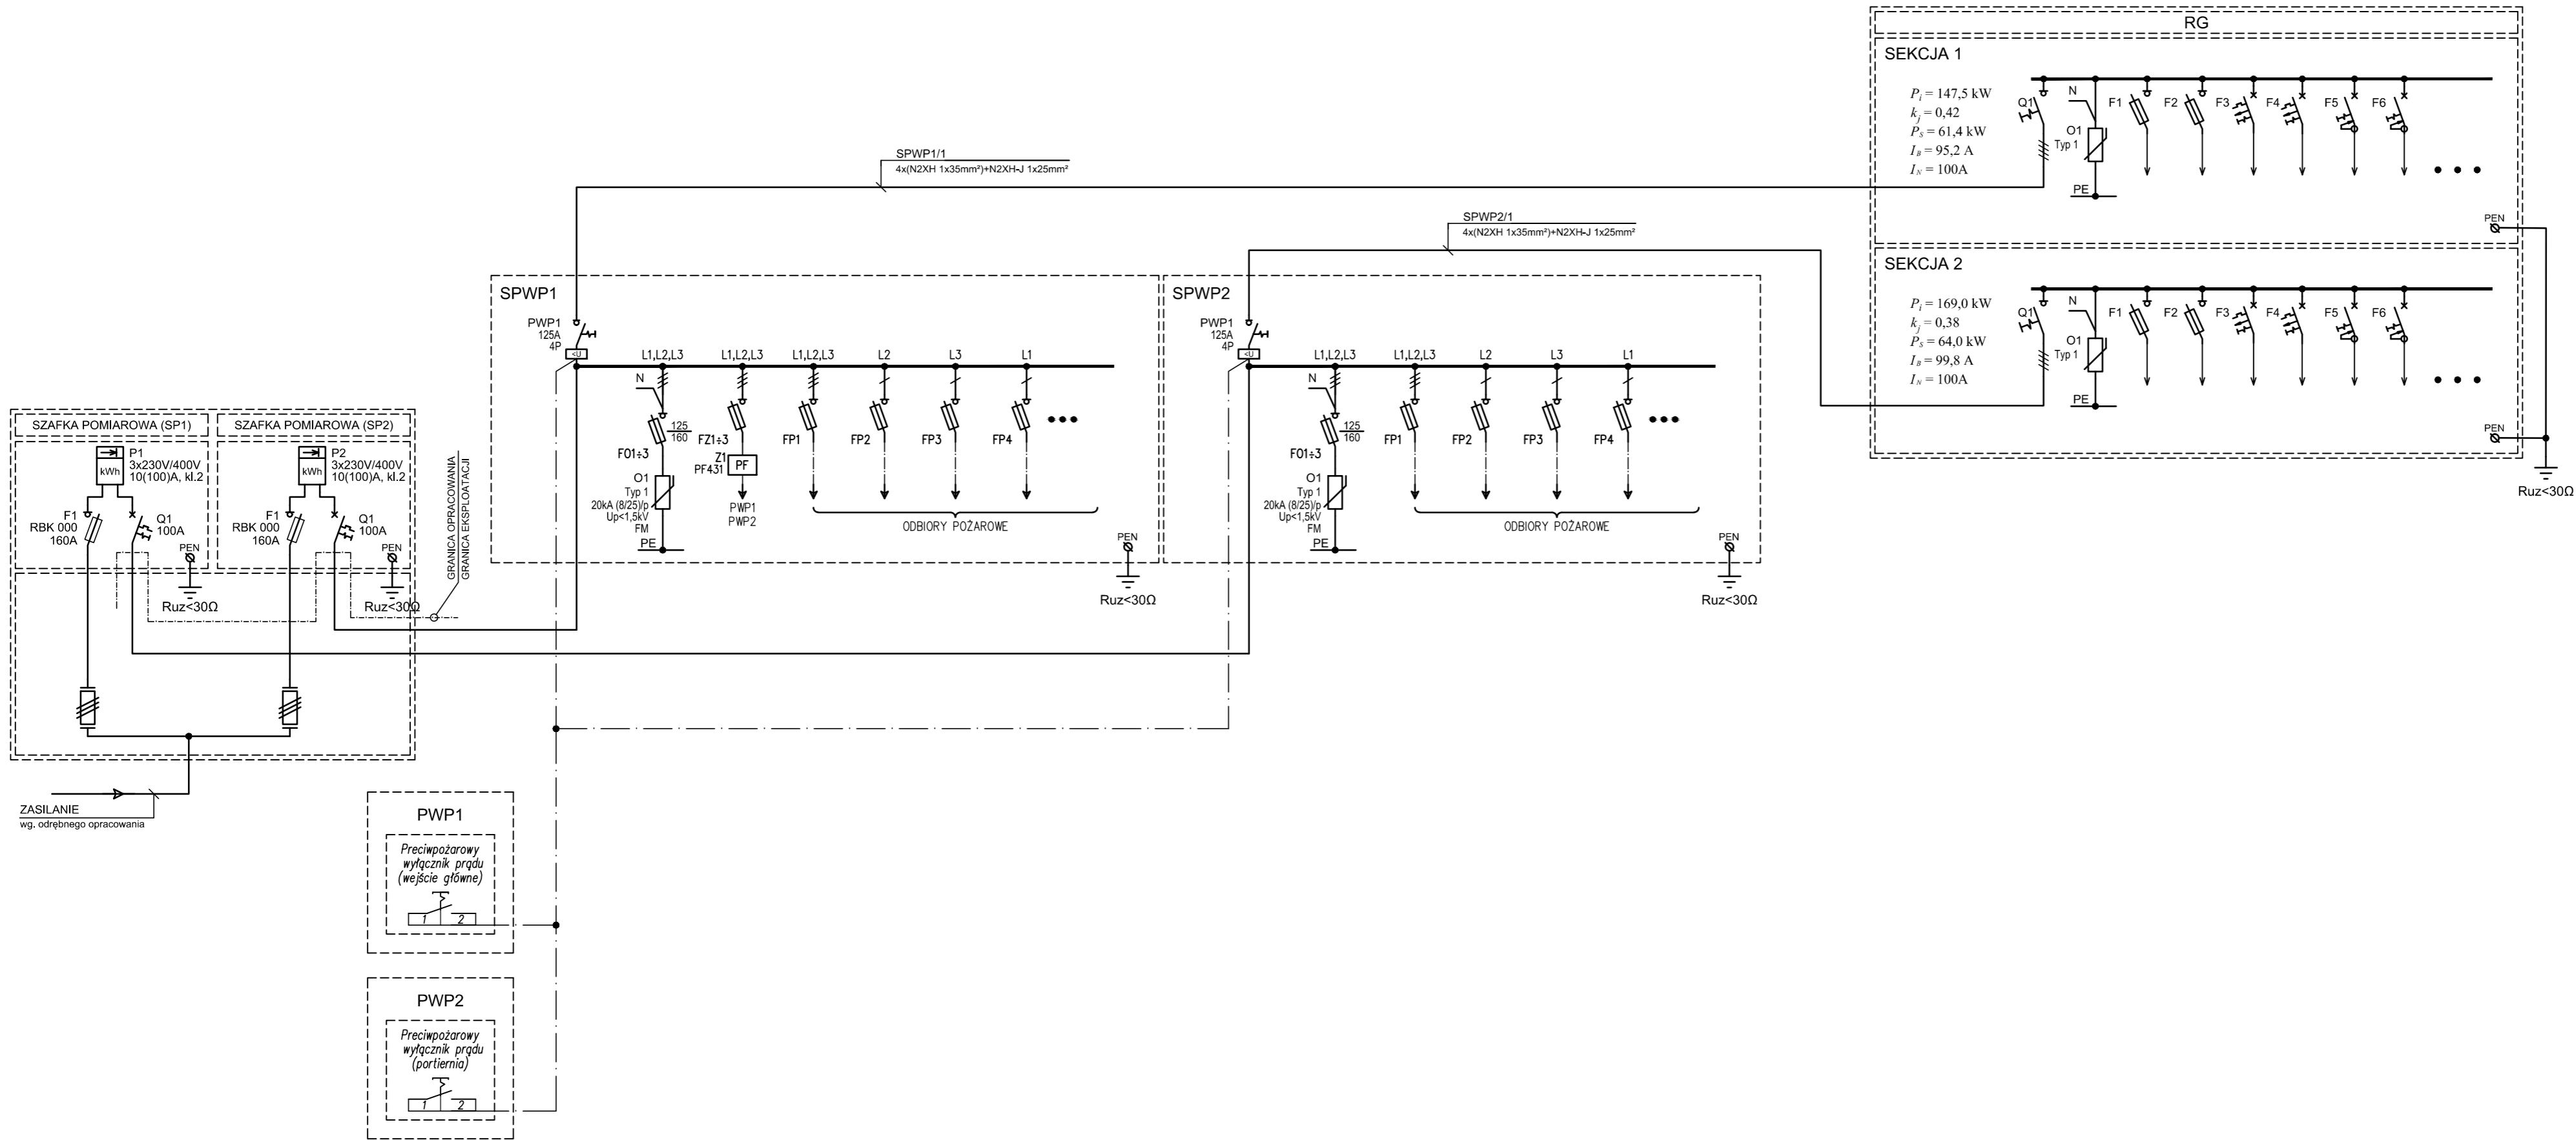 RG
SEKCJA 1
Pi = 147,5 kW
kj = 0,42
PS = 61,4 kW
IB = 95,2 A
IN = 100A
Q1
N
O1
Typ 1
PE
F1
F2
F3
F4
F5
F6
PEN
SEKCJA 2
Pi = 169,0 kW
kj = 0,38
PS = 64,0 kW
IB = 99,8 A
IN = 100A
Q1
N
O1
Typ 1
PE
F1
F2
F3
F4
F5
F6
PEN
Ruz<30Ω
SPWP1/1
4x(N2XH 1x35mm²)+N2XH-J 1x25mm²
SPWP2/1
4x(N2XH 1x35mm²)+N2XH-J 1x25mm²
SPWP1
PWP1
125A
4P
<U
L1,L2,L3
L1,L2,L3
L1,L2,L3
L2
L3
L1
N
125
160
FO1÷3
FZ1÷3
FP1
FP2
FP3
FP4
Z1
PF431
PF
O1
Typ 1
20kA (8/25)/p
Up<1,5kV
FM
PE
PWP1
PWP2
ODBIORY POŻAROWE
PEN
Ruz<30Ω
SPWP2
PWP1
125A
4P
<U
L1,L2,L3
L1,L2,L3
L2
L3
L1
N
125
160
FO1÷3
FP1
FP2
FP3
FP4
O1
Typ 1
20kA (8/25)/p
Up<1,5kV
FM
PE
ODBIORY POŻAROWE
PEN
Ruz<30Ω
SZAFKA POMIAROWA (SP1)
P1
3x230V/400V
10(100)A, kl.2
kWh
F1
RBK 000
160A
Q1
100A
PEN
Ruz<30Ω
SZAFKA POMIAROWA (SP2)
P2
3x230V/400V
10(100)A, kl.2
kWh
F1
RBK 000
160A
Q1
100A
PEN
Ruz<30Ω
GRANICA OPRACOWANIA
GRANICA EKSPLOATACJI
ZASILANIE
wg. odrębnego opracowania
PWP1
Preciwpożarowy
wyłącznik prądu
(wejście główne)
1 2
PWP2
Preciwpożarowy
wyłącznik prądu
(portiernia)
1 2